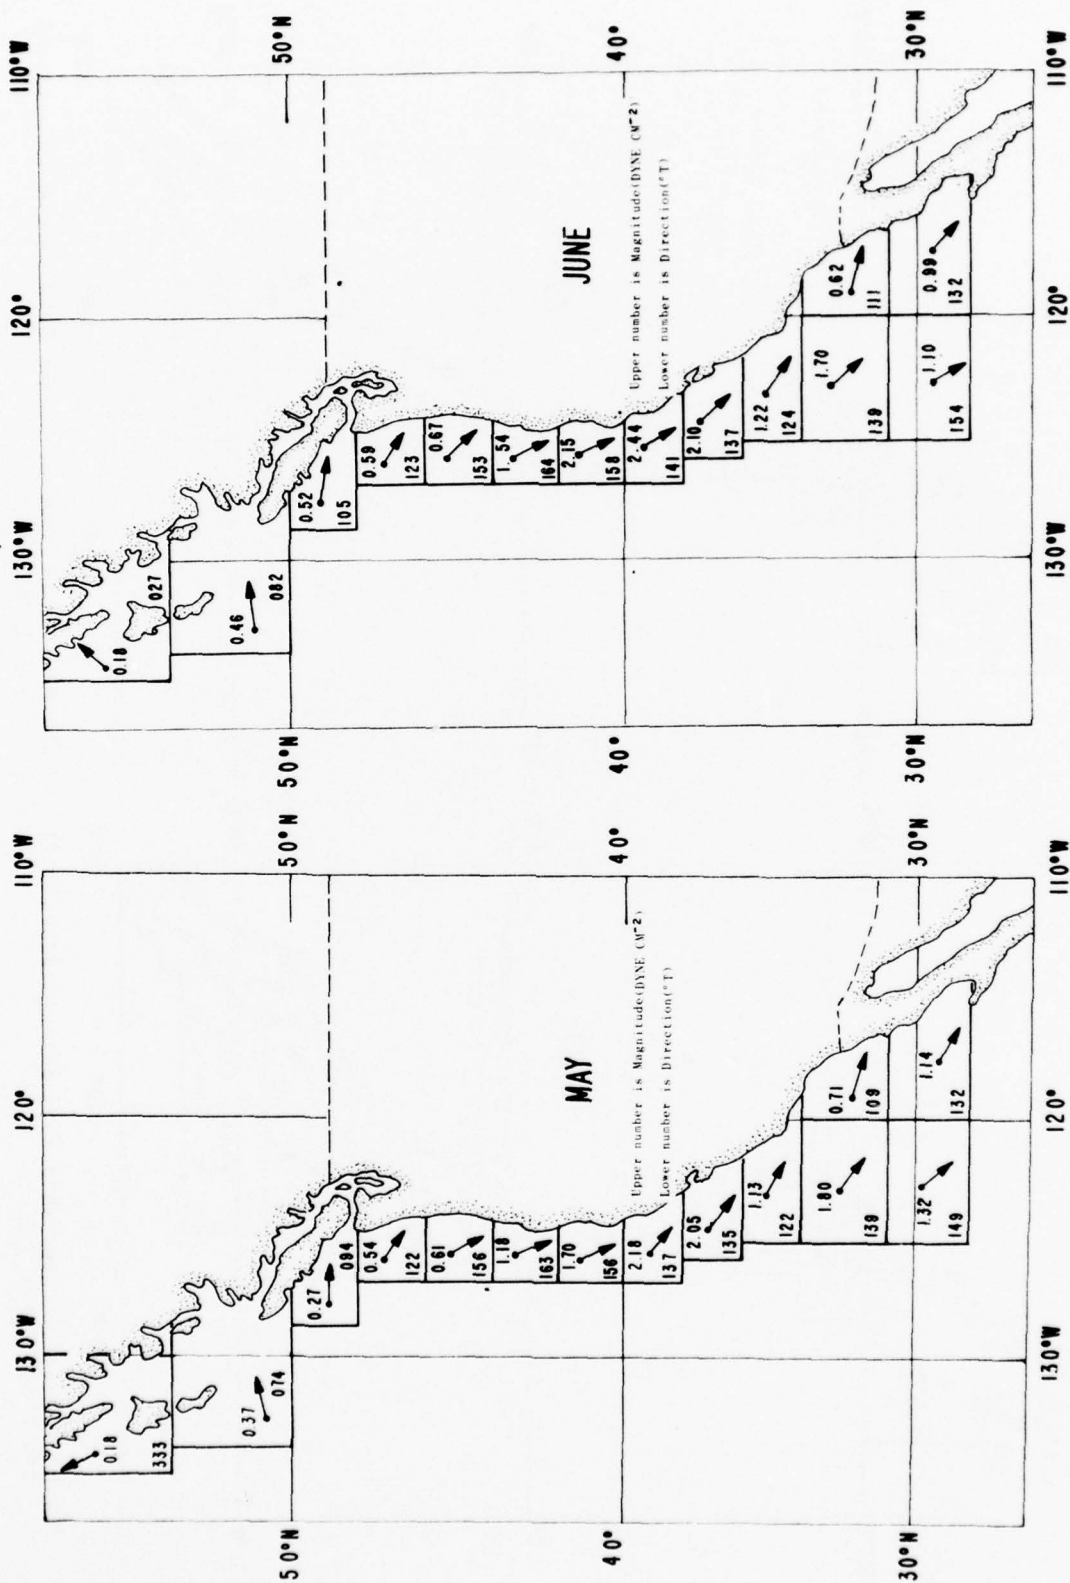 130°W
120°
110°W
50°N
50°N
40°
40°
30°N
30°N
130°W
120°
110°W
MAY
Upper number is Magnitude(DYNE CM⁻²)
Lower number is Direction(°T)
0.18
333
0.37
074
0.27
094
0.54
122
0.61
156
1.18
163
1.70
156
2.18
137
2.05
135
1.13
122
1.80
139
0.71
109
1.32
149
1.14
132
130°W
120°
110°W
50°N
50°N
40°
40°
30°N
30°N
130°W
120°
110°W
JUNE
Upper number is Magnitude(DYNE CM⁻²)
Lower number is Direction(°T)
0.18
027
0.46
082
0.52
105
0.59
123
0.67
153
1.54
164
2.15
158
2.44
141
2.10
137
1.22
124
1.70
139
0.62
111
1.10
154
0.99
132